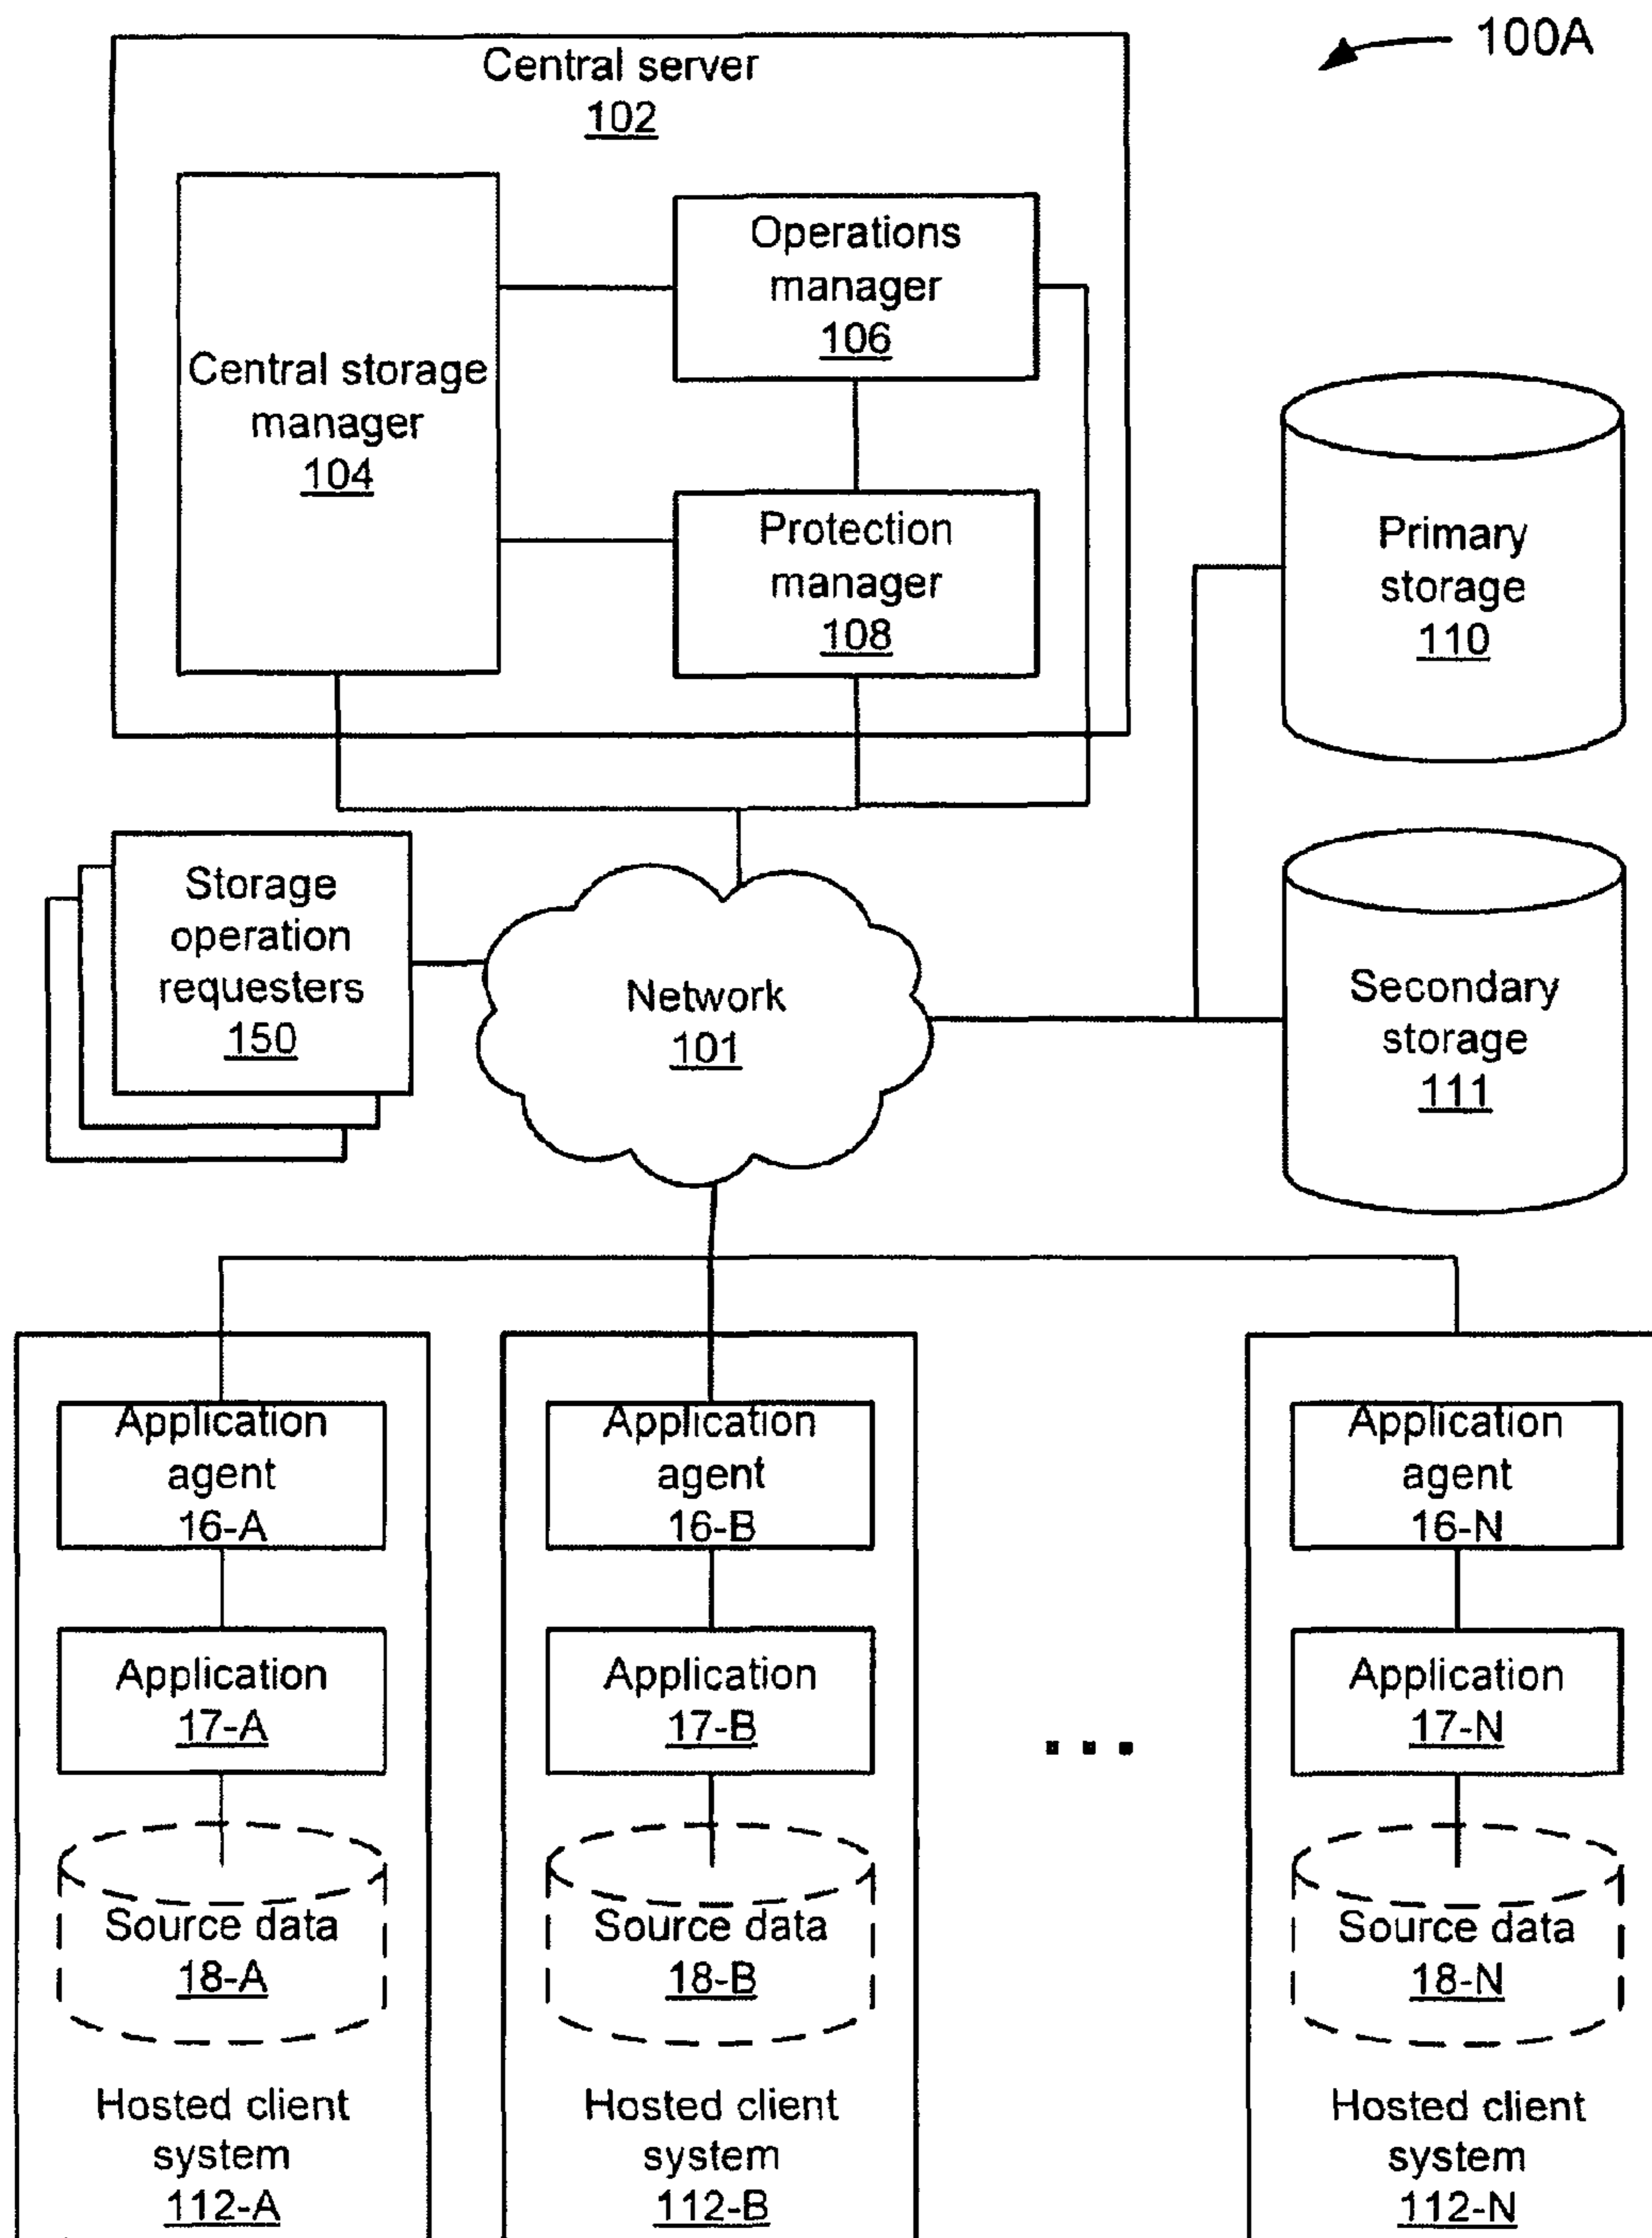 100A
Central server
102
Central storage
manager
104
Operations
manager
106
Protection
manager
108
Primary
storage
110
Storage
operation
requesters
150
Network
101
Secondary
storage
111
Application
agent
16-A
Application
17-A
Source data
18-A
Hosted client
system
112-A
Application
agent
16-B
Application
17-B
Source data
18-B
Hosted client
system
112-B
...
Application
agent
16-N
Application
17-N
Source data
18-N
Hosted client
system
112-N